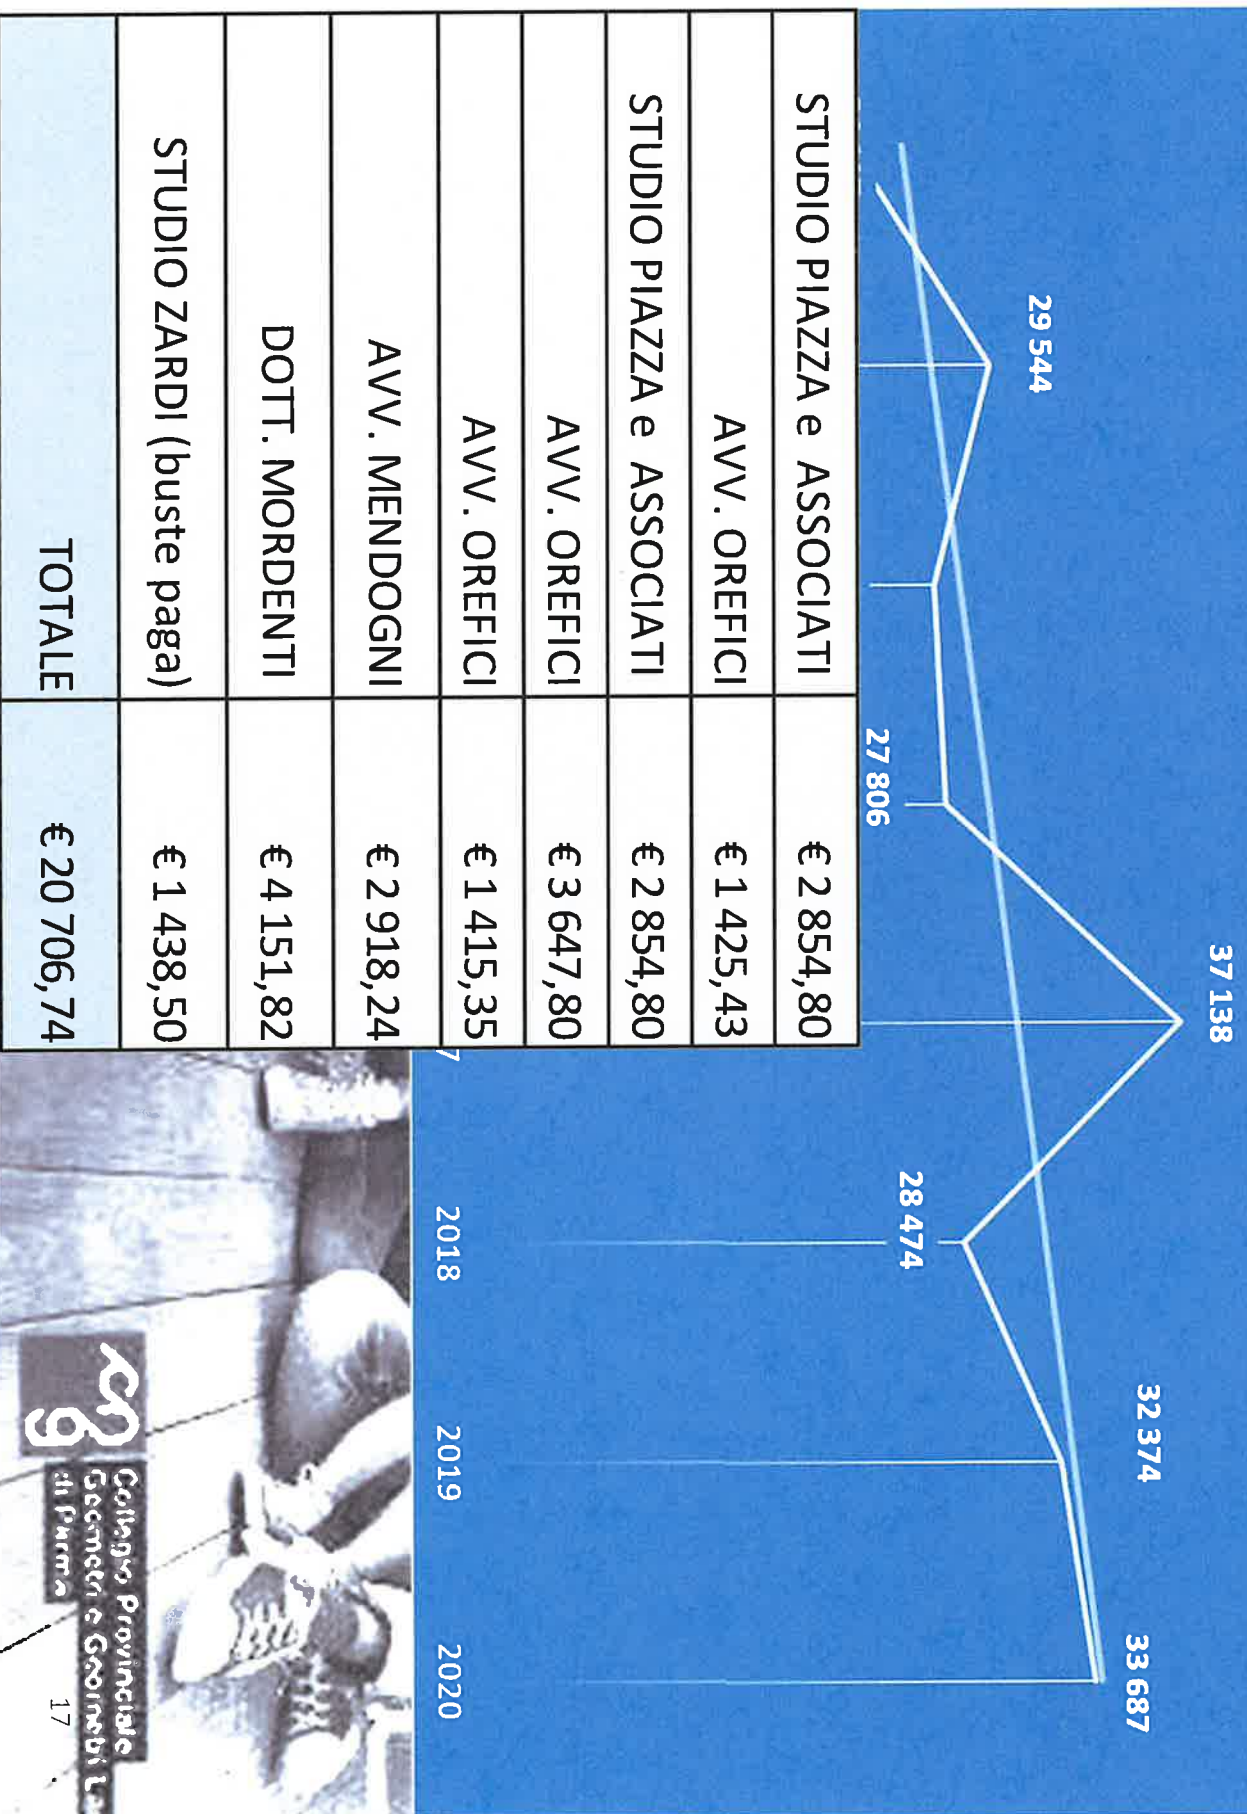 37 138
33 687
32 374
29 544
28 474
27 806
STUDIO PIAZZA e ASSOCIATI € 2 854,80
AVV. OREFICI € 1 425,43
STUDIO PIAZZA e ASSOCIATI € 2 854,80
AVV. OREFICI € 3 647,80
AVV. OREFICI € 1 415,35
AVV. MENDOGNI € 2 918,24
DOTT. MORDENTI € 4 151,82
STUDIO ZARDI (buste paga) € 1 438,50
TOTALE € 20 706,74
2018 2019 2020
Collegio Provinciale
Geometri e Geometri
di Parma
17